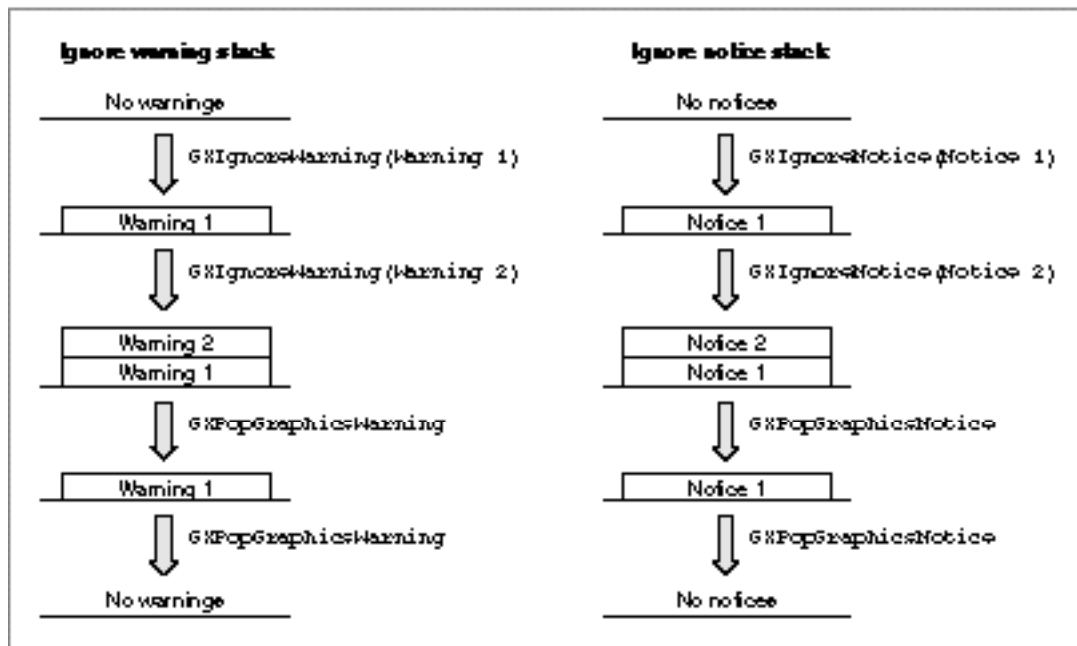 Ignore warning stack
No warnings
GXIgnoreWarning(Warning 1)
Warning 1
GXIgnoreWarning(Warning 2)
Warning 2
Warning 1
GXPopGraphicsWarning
Warning 1
GXPopGraphicsWarning
No warnings
Ignore notice stack
No notices
GXIgnoreNotice(Notice 1)
Notice 1
GXIgnoreNotice(Notice 2)
Notice 2
Notice 1
GXPopGraphicsNotice
Notice 1
GXPopGraphicsNotice
No notices